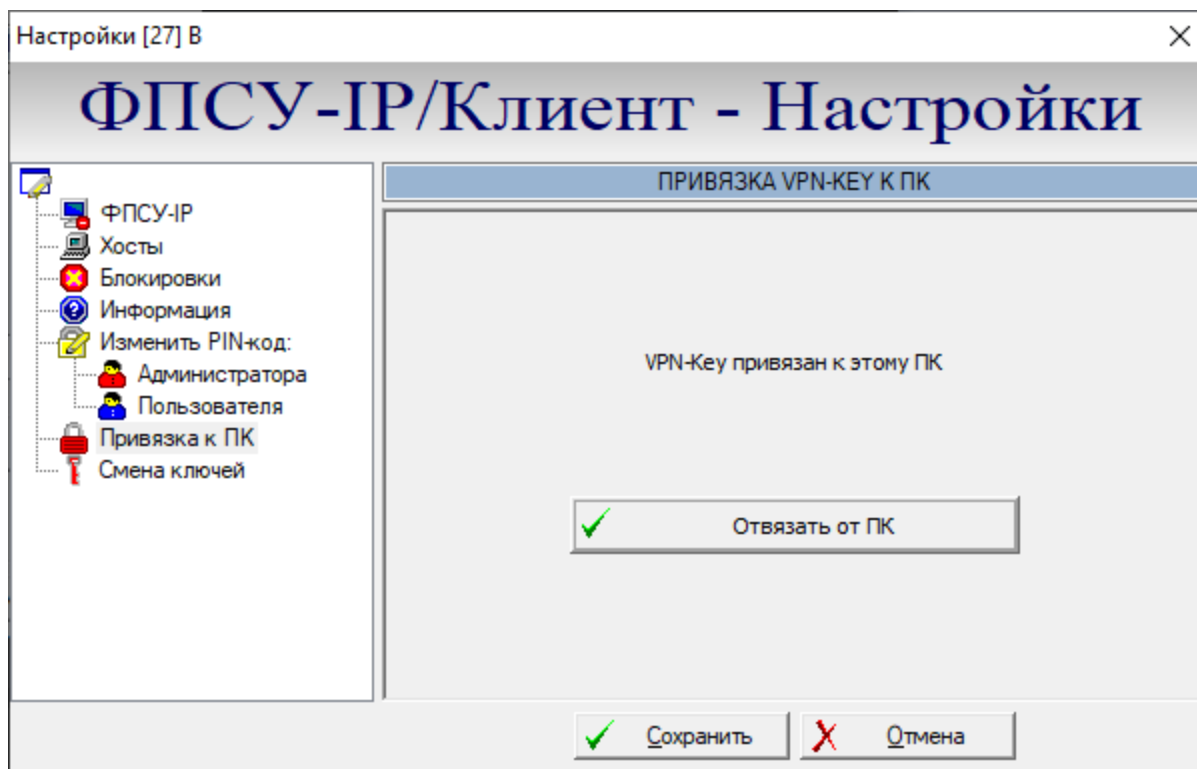 Настройки [27] В
ФПСУ-IP/Клиент - Настройки
ФПСУ-IP
Хосты
Блокировки
Информация
Изменить PIN-код:
Администратора
Пользователя
Привязка к ПК
Смена ключей
ПРИВЯЗКА VPN-KEY К ПК
VPN-Key привязан к этому ПК
Отвязать от ПК
Сохранить
Отмена